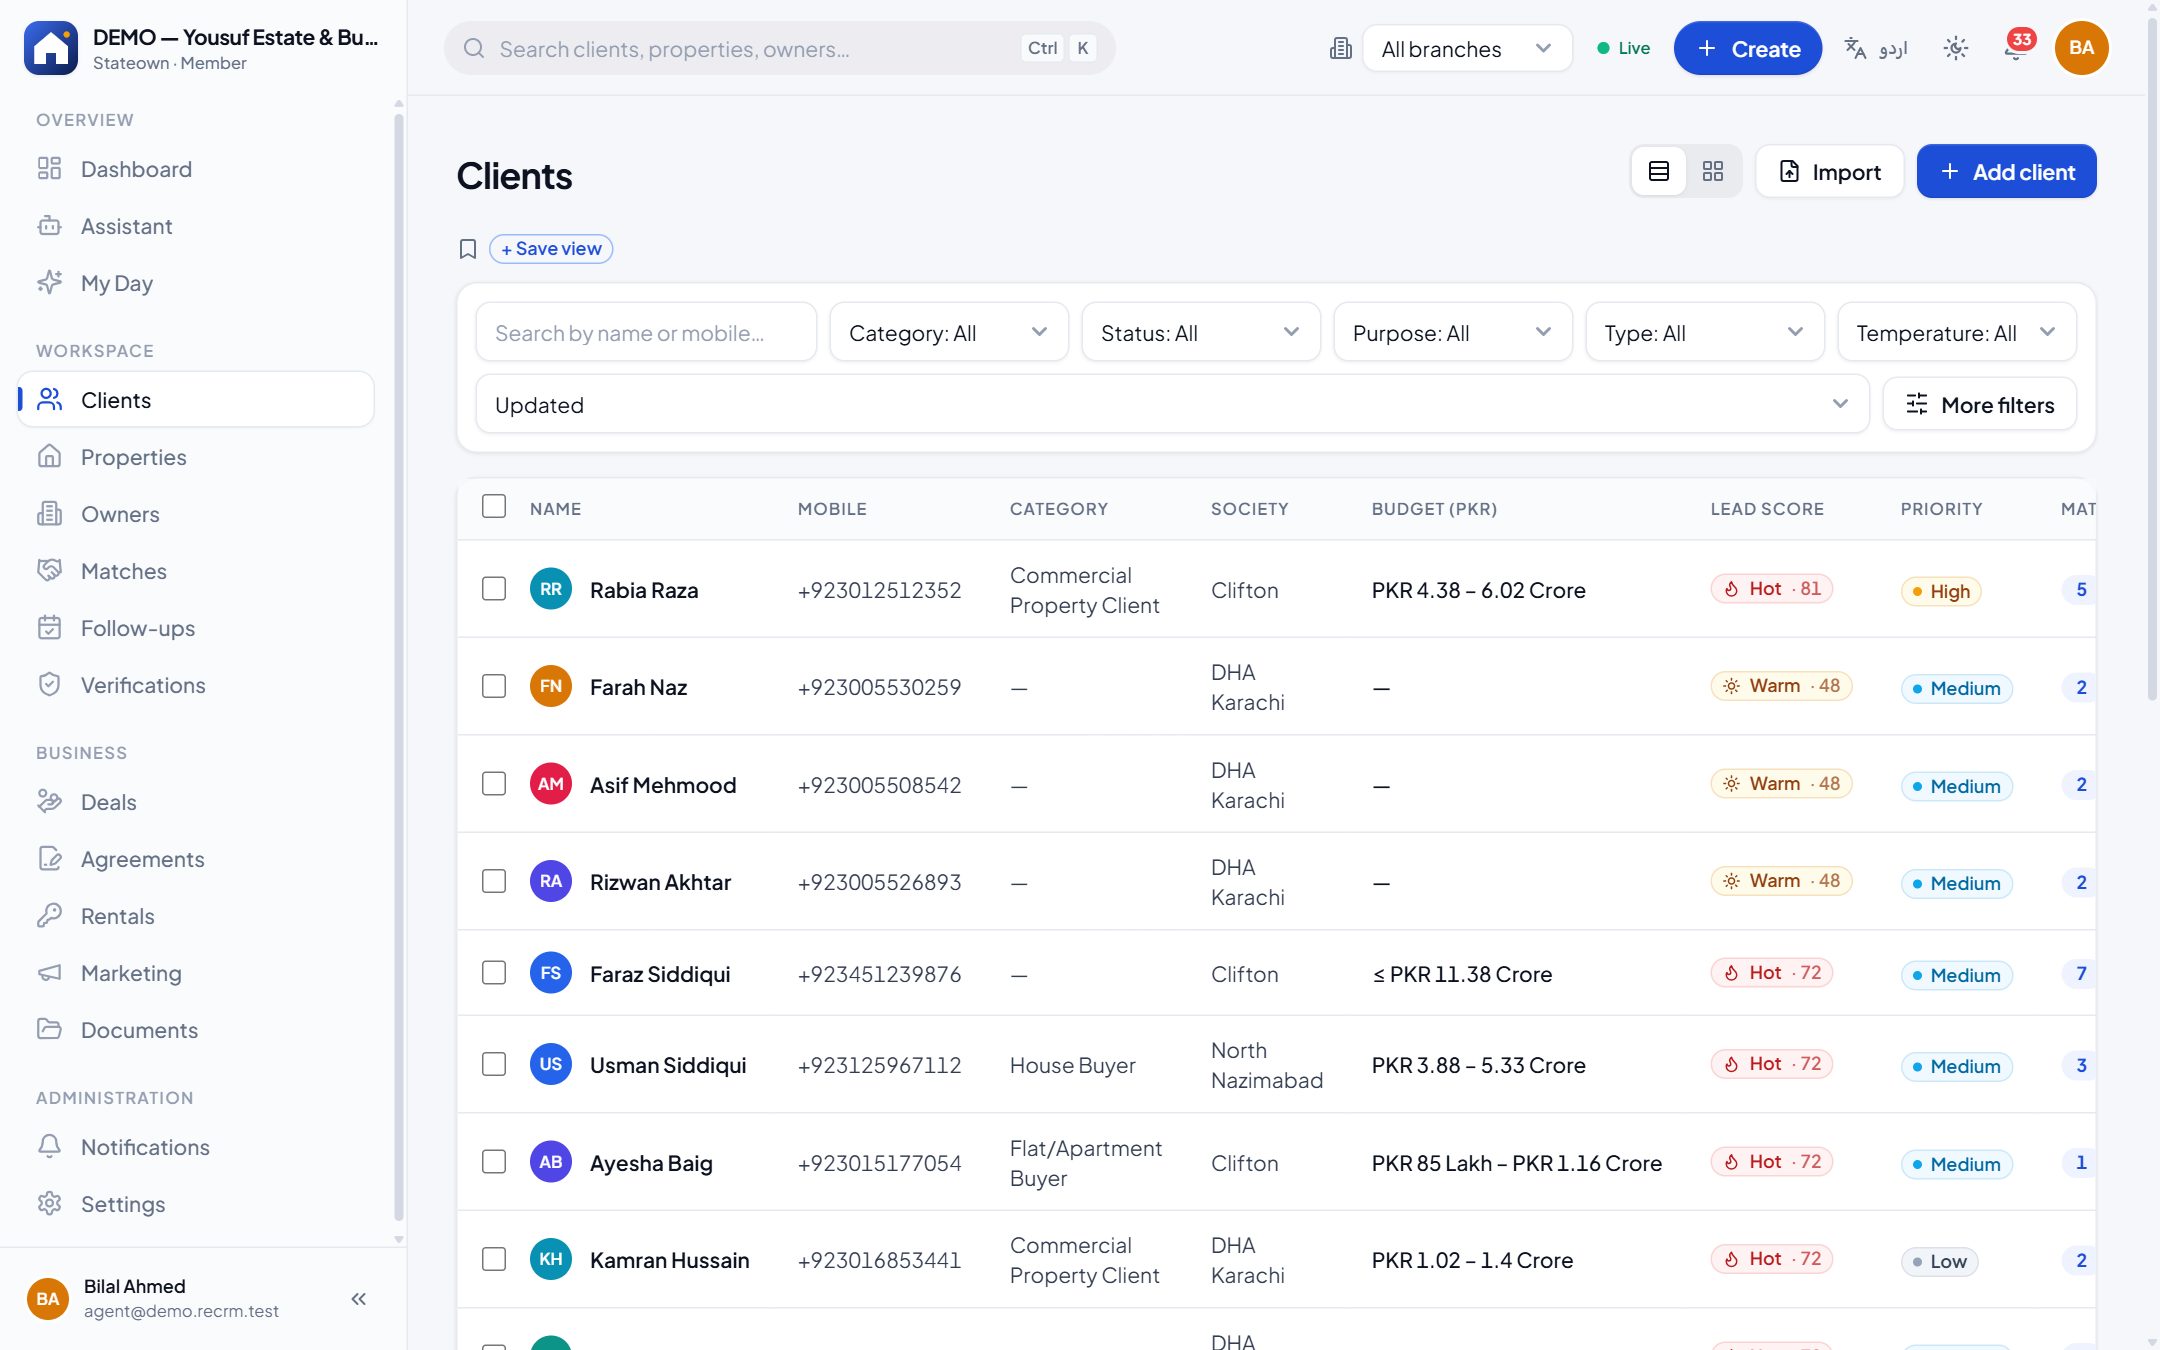 DEMO — Yousuf Estate & Bu...
Stateown · Member
Search clients, properties, owners...
Ctrl K
All branches
Live
+ Create
اردو
33
BA
OVERVIEW
Dashboard
Assistant
My Day
WORKSPACE
Clients
Properties
Owners
Matches
Follow-ups
Verifications
BUSINESS
Deals
Agreements
Rentals
Marketing
Documents
ADMINISTRATION
Notifications
Settings
BA
Bilal Ahmed
agent@demo.recrm.test
Clients
Import
+ Add client
+ Save view
Search by name or mobile...
Category: All
Status: All
Purpose: All
Type: All
Temperature: All
Updated
More filters
NAME MOBILE CATEGORY SOCIETY BUDGET (PKR) LEAD SCORE PRIORITY MAT
RR Rabia Raza +923012512352 Commercial Property Client Clifton PKR 4.38 – 6.02 Crore Hot · 81 High 5
FN Farah Naz +923005530259 — DHA Karachi — Warm · 48 Medium 2
AM Asif Mehmood +923005508542 — DHA Karachi — Warm · 48 Medium 2
RA Rizwan Akhtar +923005526893 — DHA Karachi — Warm · 48 Medium 2
FS Faraz Siddiqui +923451239876 — Clifton ≤ PKR 11.38 Crore Hot · 72 Medium 7
US Usman Siddiqui +923125967112 House Buyer North Nazimabad PKR 3.88 – 5.33 Crore Hot · 72 Medium 3
AB Ayesha Baig +923015177054 Flat/Apartment Buyer Clifton PKR 85 Lakh – PKR 1.16 Crore Hot · 72 Medium 1
KH Kamran Hussain +923016853441 Commercial Property Client DHA Karachi PKR 1.02 – 1.4 Crore Hot · 72 Low 2
DHA